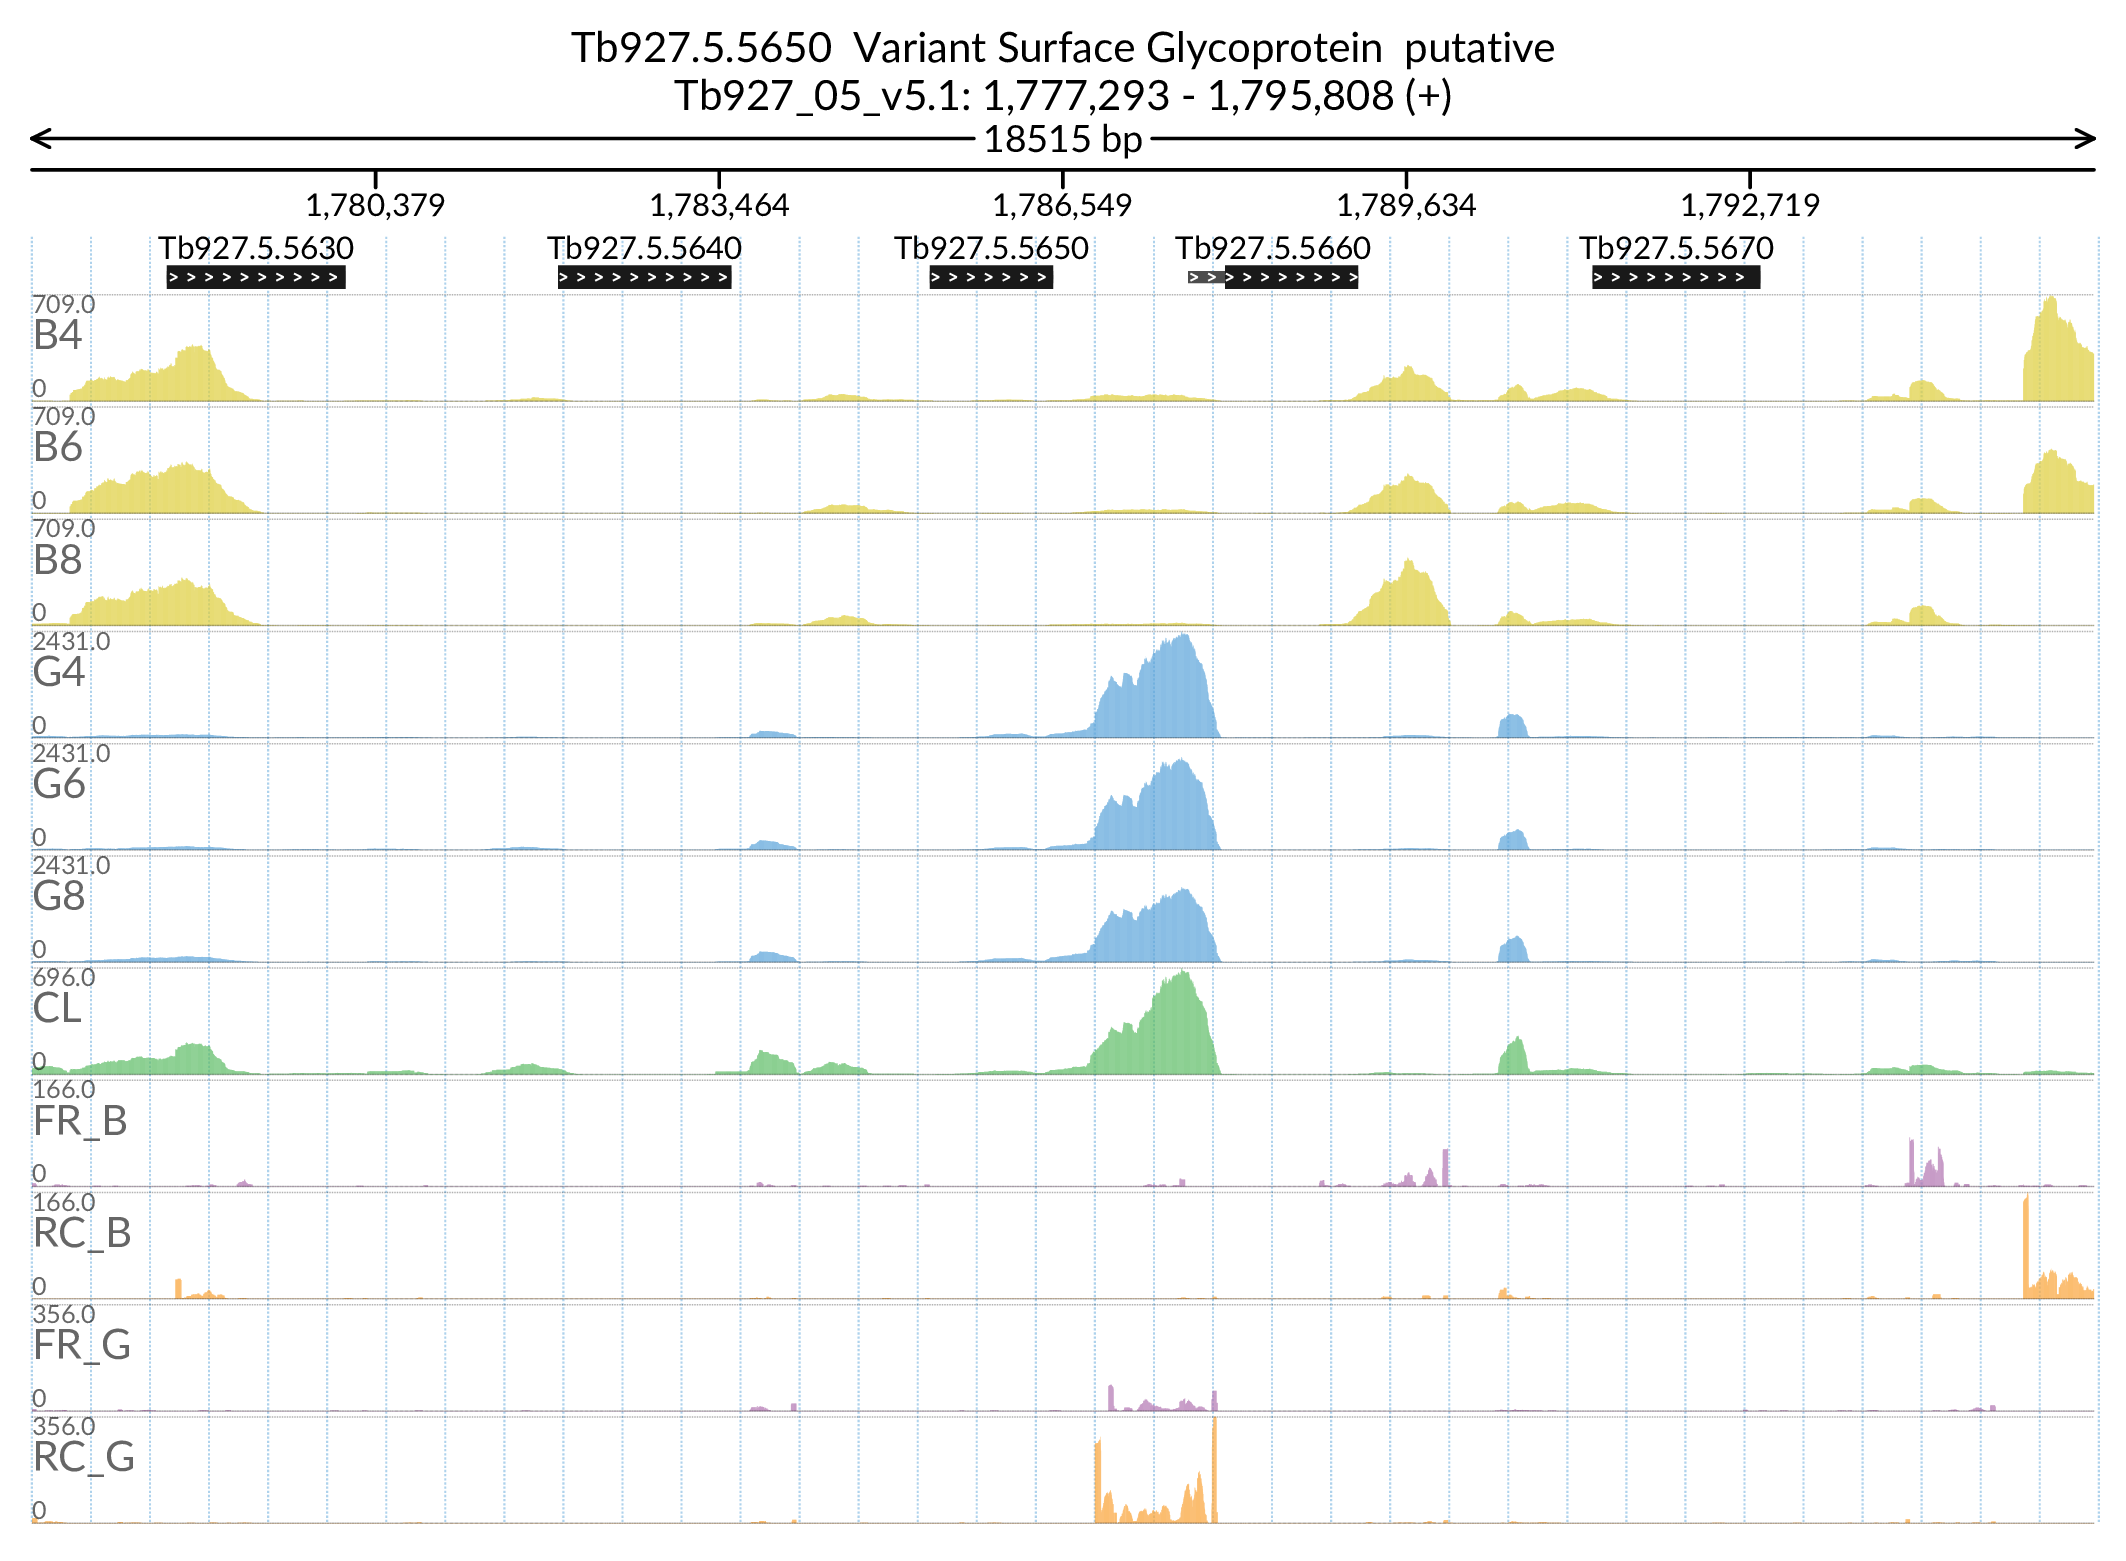 Tb927.5.5650 Variant Surface Glycoprotein putative
Tb927_05_v5.1: 1,777,293 - 1,795,808 (+)
18515 bp
1,780,379 1,783,464 1,786,549 1,789,634 1,792,719
Tb927.5.5630 Tb927.5.5640 Tb927.5.5650 Tb927.5.5660 Tb927.5.5670
709.0
B4
0
709.0
B6
0
709.0
B8
0
2431.0
G4
0
2431.0
G6
0
2431.0
G8
0
696.0
CL
0
166.0
FR_B
0
166.0
RC_B
0
356.0
FR_G
0
356.0
RC_G
0